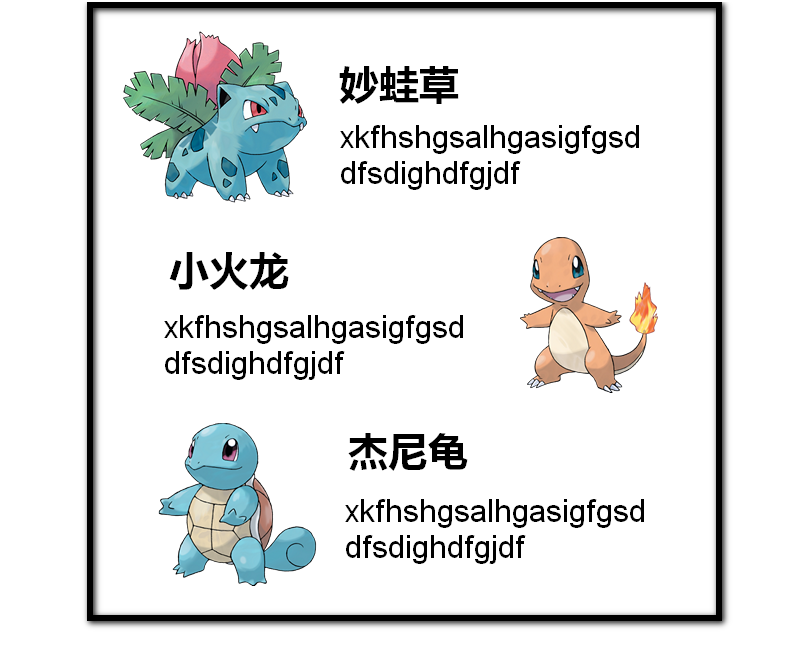 妙蛙草
xkfhshgsalhgasigfgsd
dfsdighdfgjdf
小火龙
xkfhshgsalhgasigfgsd
dfsdighdfgjdf
杰尼龟
xkfhshgsalhgasigfgsd
dfsdighdfgjdf